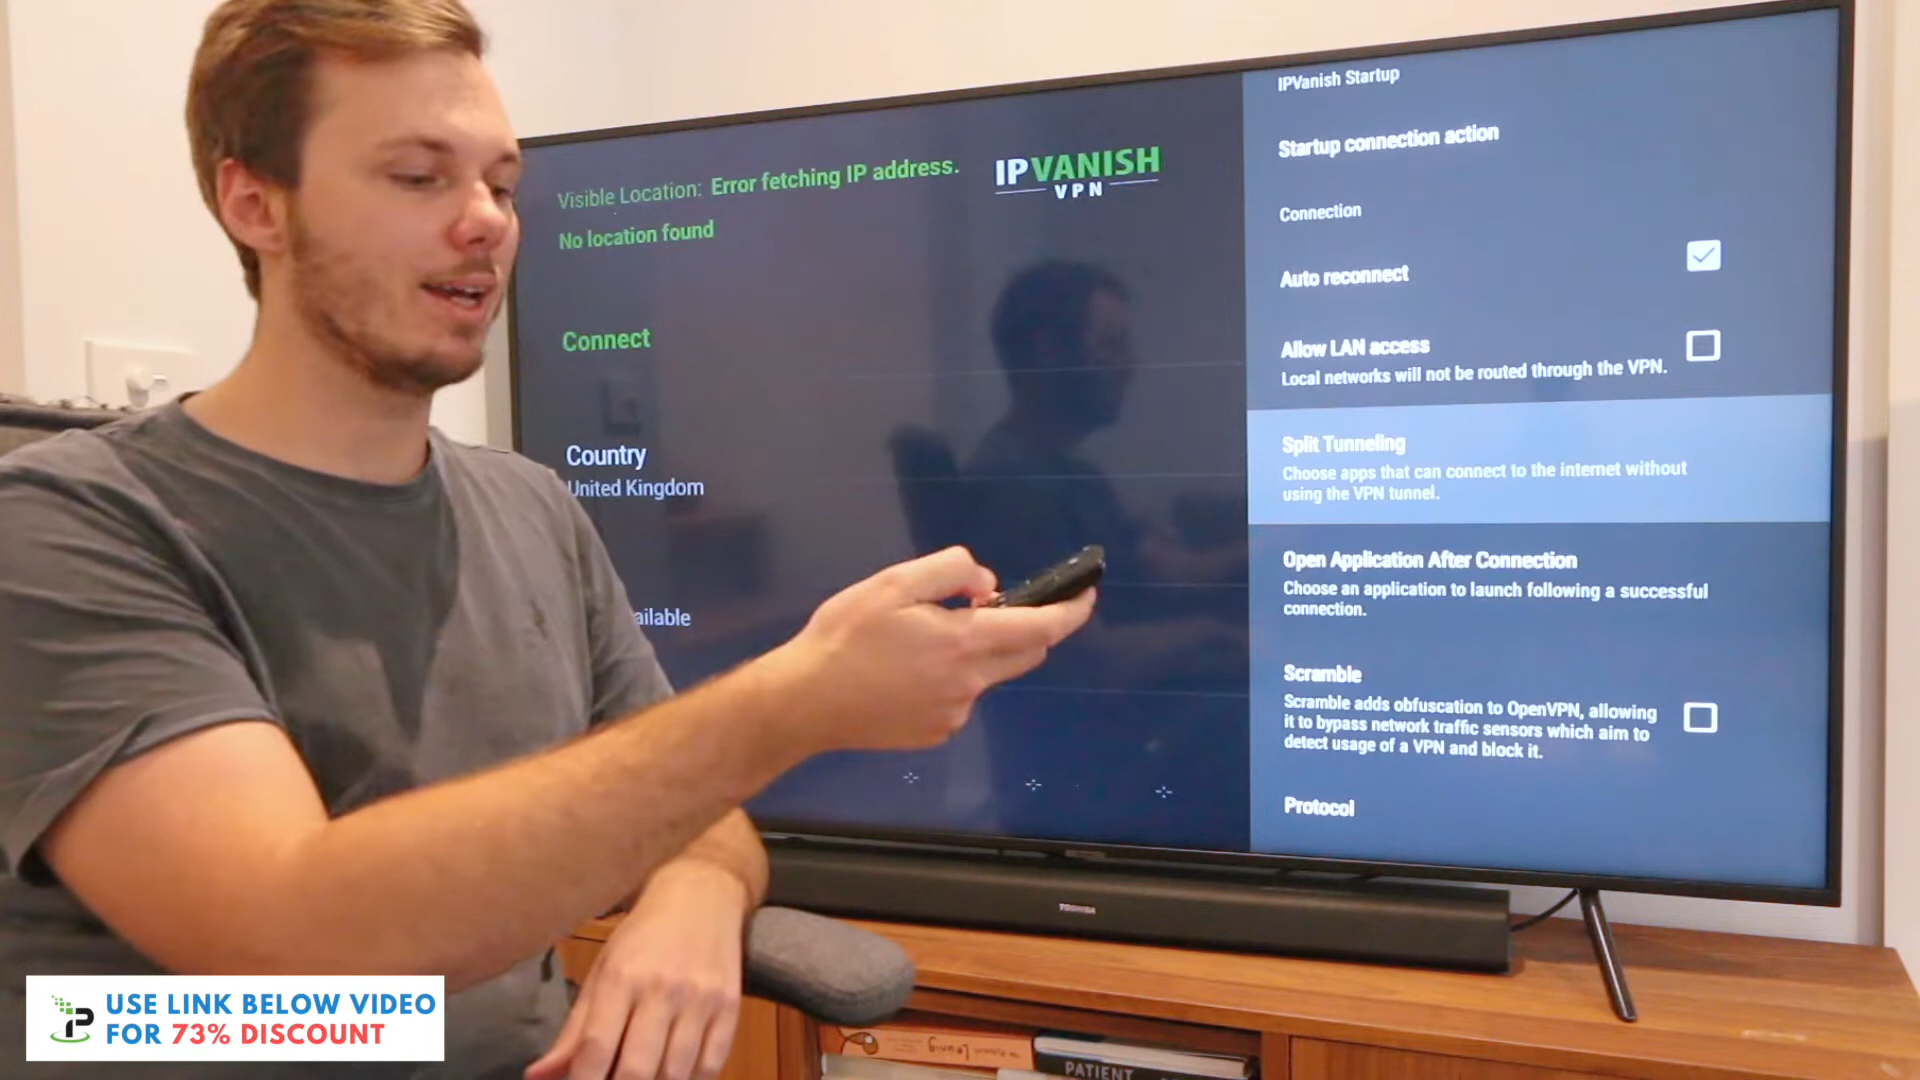 Visible Location: Error fetching IP address.
No location found
IPVANISH
VPN
Connect
Country
United Kingdom
ailable
IPVanish Startup
Startup connection action
Connection
Auto reconnect
Allow LAN access
Local networks will not be routed through the VPN.
Split Tunneling
Choose apps that can connect to the internet without
using the VPN tunnel.
Open Application After Connection
Choose an application to launch following a successful
connection.
Scramble
Scramble adds obfuscation to OpenVPN, allowing
it to bypass network traffic sensors which aim to
detect usage of a VPN and block it.
Protocol
TOSHIBA
PATIENT
IP
USE LINK BELOW VIDEO
FOR 73% DISCOUNT